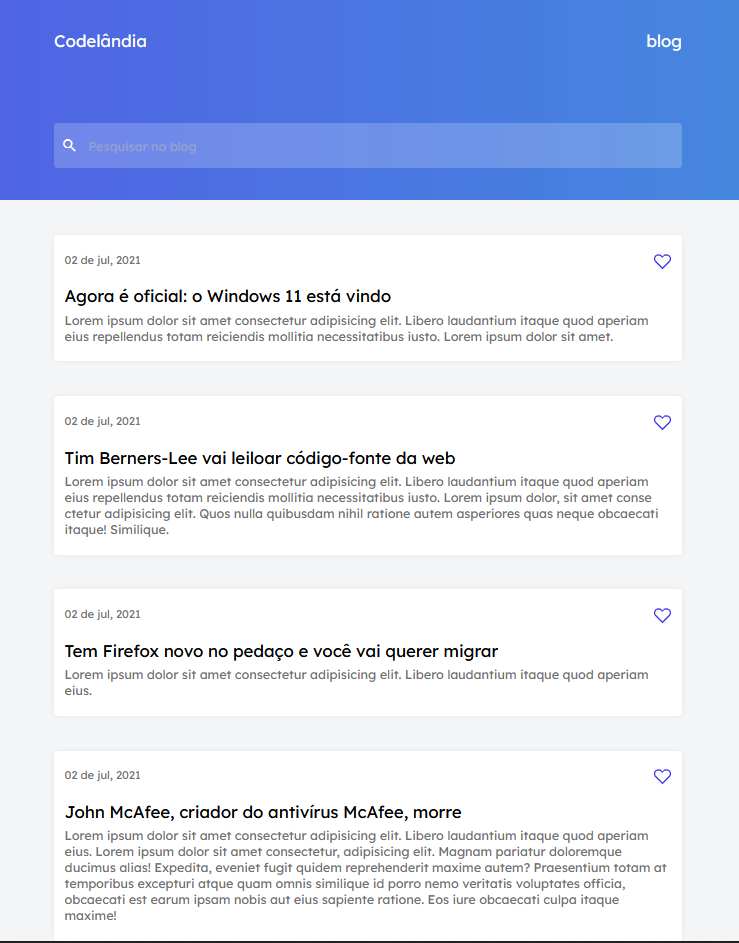 Codelândia
blog
Pesquisar no blog
02 de jul, 2021
Agora é oficial: o Windows 11 está vindo
Lorem ipsum dolor sit amet consectetur adipisicing elit. Libero laudantium itaque quod aperiam
eius repellendus totam reiciendis mollitia necessitatibus iusto. Lorem ipsum dolor sit amet.
02 de jul, 2021
Tim Berners-Lee vai leiloar código-fonte da web
Lorem ipsum dolor sit amet consectetur adipisicing elit. Libero laudantium itaque quod aperiam
eius repellendus totam reiciendis mollitia necessitatibus iusto. Lorem ipsum dolor, sit amet conse
ctetur adipisicing elit. Quos nulla quibusdam nihil ratione autem asperiores quas neque obcaecati
itaque! Similique.
02 de jul, 2021
Tem Firefox novo no pedaço e você vai querer migrar
Lorem ipsum dolor sit amet consectetur adipisicing elit. Libero laudantium itaque quod aperiam
eius.
02 de jul, 2021
John McAfee, criador do antivírus McAfee, morre
Lorem ipsum dolor sit amet consectetur adipisicing elit. Libero laudantium itaque quod aperiam
eius. Lorem ipsum dolor sit amet consectetur, adipisicing elit. Magnam pariatur doloremque
ducimus alias! Expedita, eveniet fugit quidem reprehenderit maxime autem? Praesentium totam at
temporibus excepturi atque quam omnis similique id porro nemo veritatis voluptates officia,
obcaecati est earum ipsam nobis aut eius sapiente ratione. Eos iure obcaecati culpa itaque
maxime!